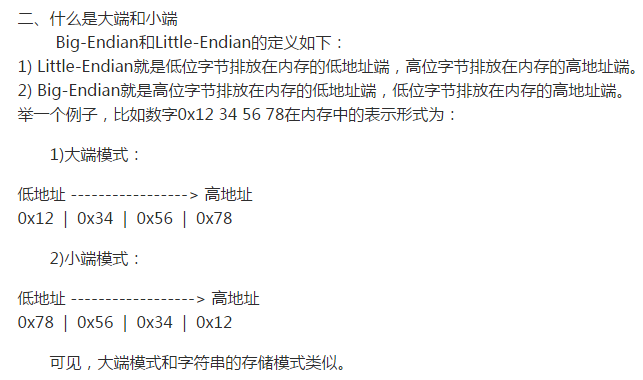 二、什么是大端和小端
Big-Endian和Little-Endian的定义如下：
1) Little-Endian就是低位字节排放在内存的低地址端，高位字节排放在内存的高地址端。
2) Big-Endian就是高位字节排放在内存的低地址端，低位字节排放在内存的高地址端。
举一个例子，比如数字0x12 34 56 78在内存中的表示形式为：
1)大端模式：
低地址 -----------------> 高地址
0x12 | 0x34 | 0x56 | 0x78
2)小端模式：
低地址 ------------------> 高地址
0x78 | 0x56 | 0x34 | 0x12
可见，大端模式和字符串的存储模式类似。